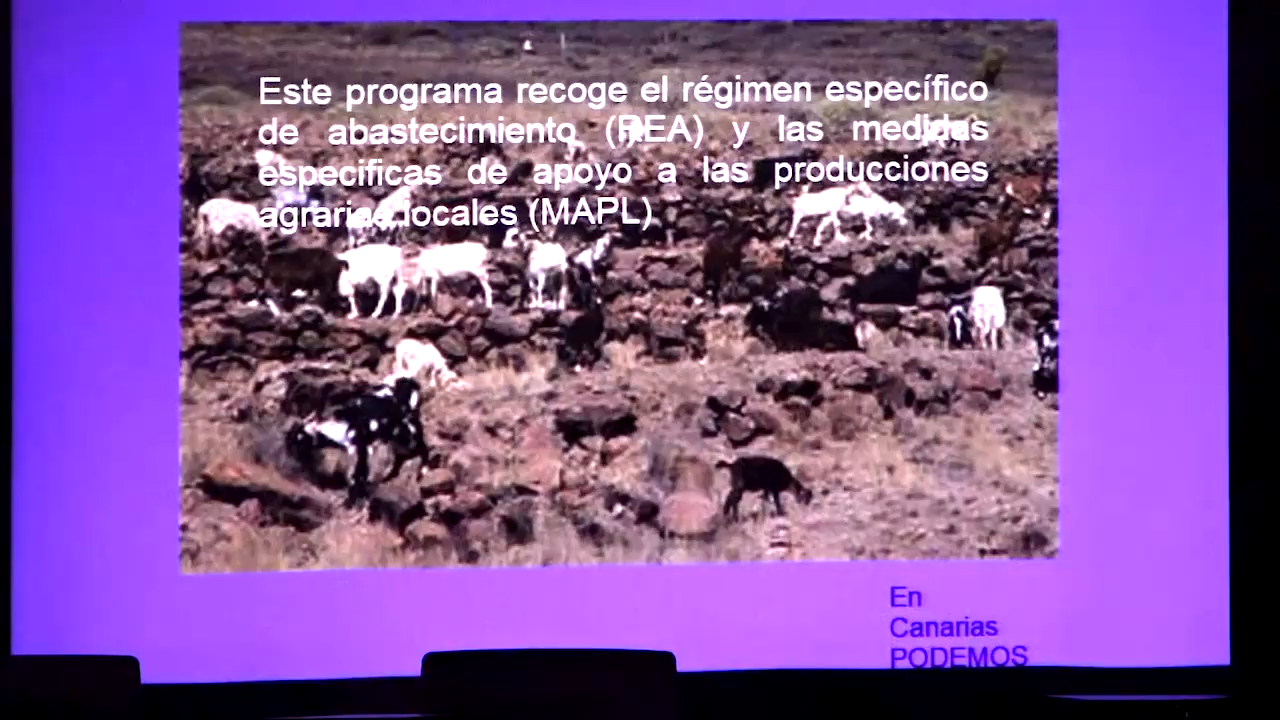 Este programa recoge el régimen específico
de abastecimiento (REA) y las medidas
especificas de apoyo a las producciones
agrarias locales (MAPL)
En
Canarias
PODEMOS